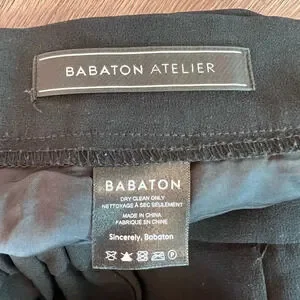 BABATON ATELIER
BABATON
DRY CLEAN ONLY
NETTOYAGE À SEC SEULEMENT
MADE IN CHINA
FABRIQUÉ EN CHINE
Sincerely, Babaton